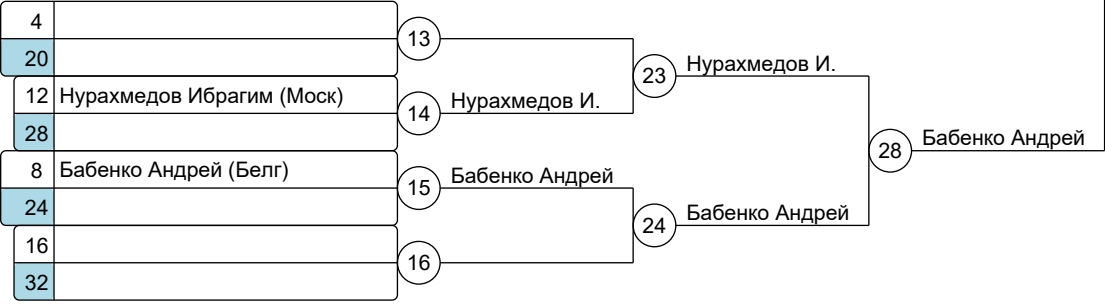 4
20
13
12 Нурахмедов Ибрагим (Моск)
28
14
Нурахмедов И.
23
Нурахмедов И.
8 Бабенко Андрей (Белг)
24
15
Бабенко Андрей
16
32
16
24
Бабенко Андрей
28
Бабенко Андрей